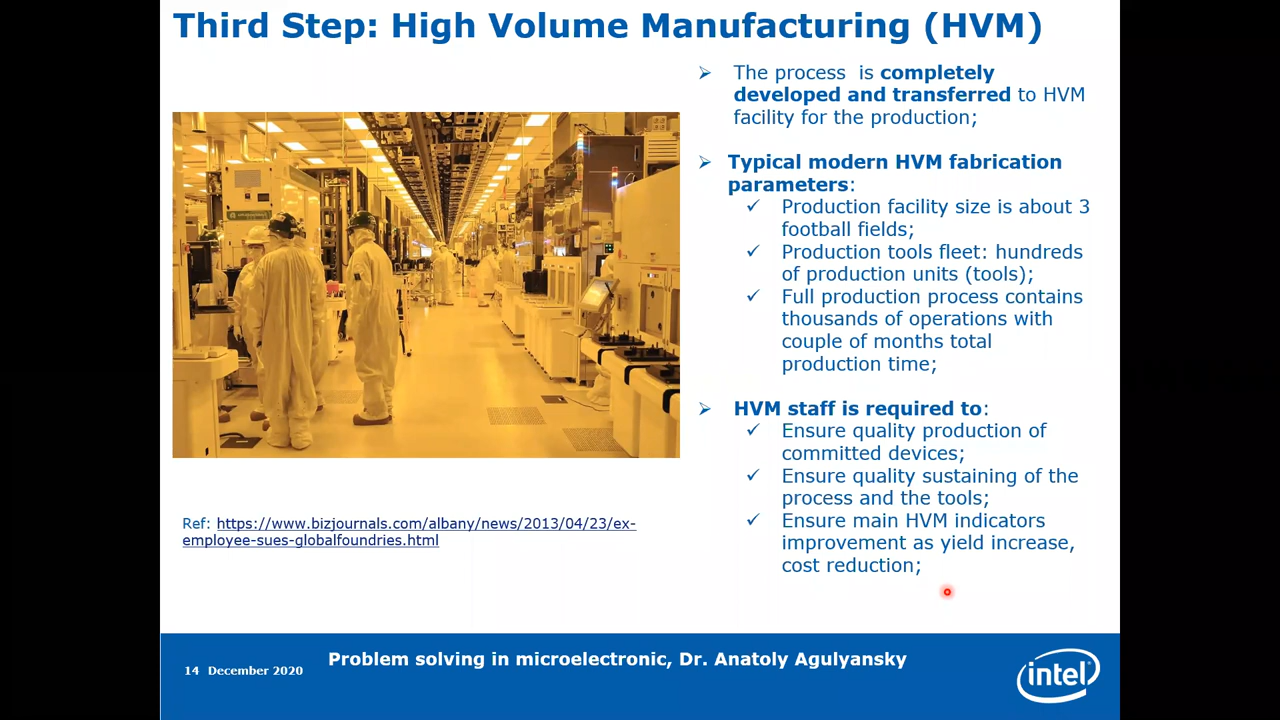 Third Step: High Volume Manufacturing (HVM)
The process is completely
developed and transferred to HVM
facility for the production;
Typical modern HVM fabrication
parameters:
Production facility size is about 3
football fields;
Production tools fleet: hundreds
of production units (tools);
Full production process contains
thousands of operations with
couple of months total
production time;
HVM staff is required to:
Ensure quality production of
committed devices;
Ensure quality sustaining of the
process and the tools;
Ensure main HVM indicators
improvement as yield increase,
cost reduction;
Ref: https://www.bizjournals.com/albany/news/2013/04/23/ex-
employee-sues-globalfoundries.html
14 December 2020
Problem solving in microelectronic, Dr. Anatoly Agulyansky
intel